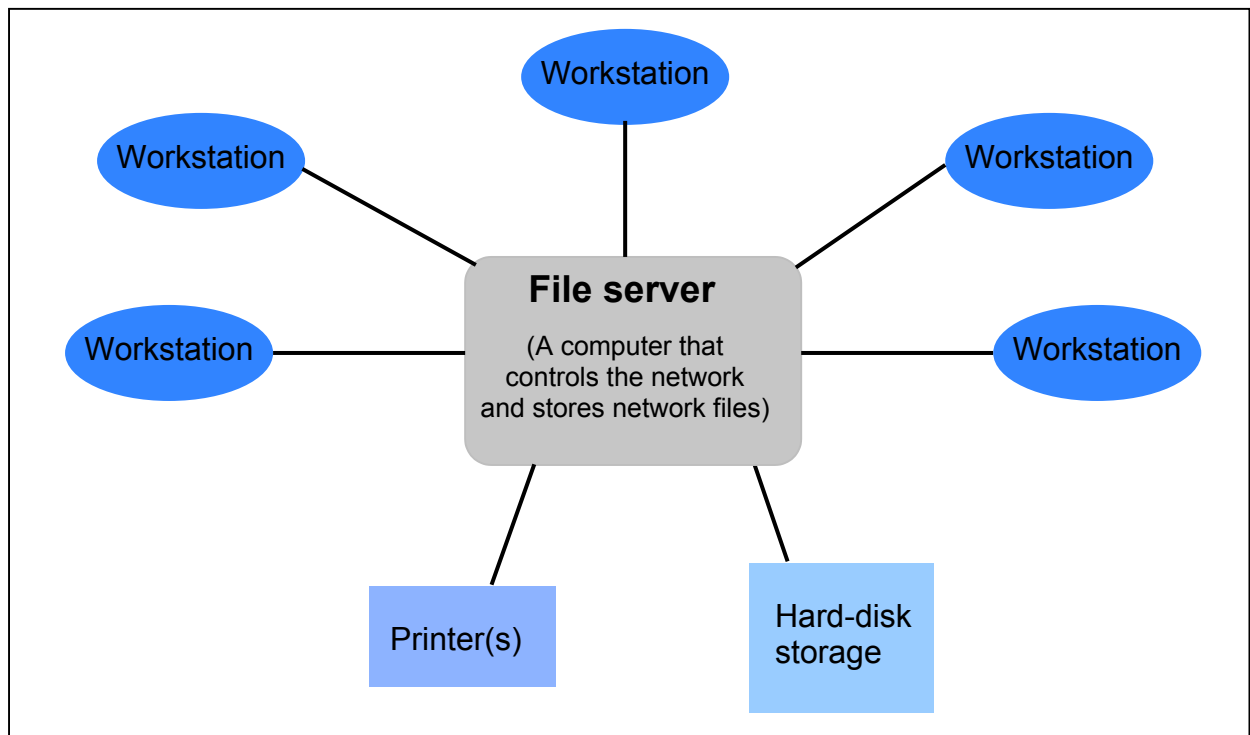 Workstation
Workstation
Workstation
Workstation
Workstation
File server
(A computer that
controls the network
and stores network files)
Printer(s)
Hard-disk
storage